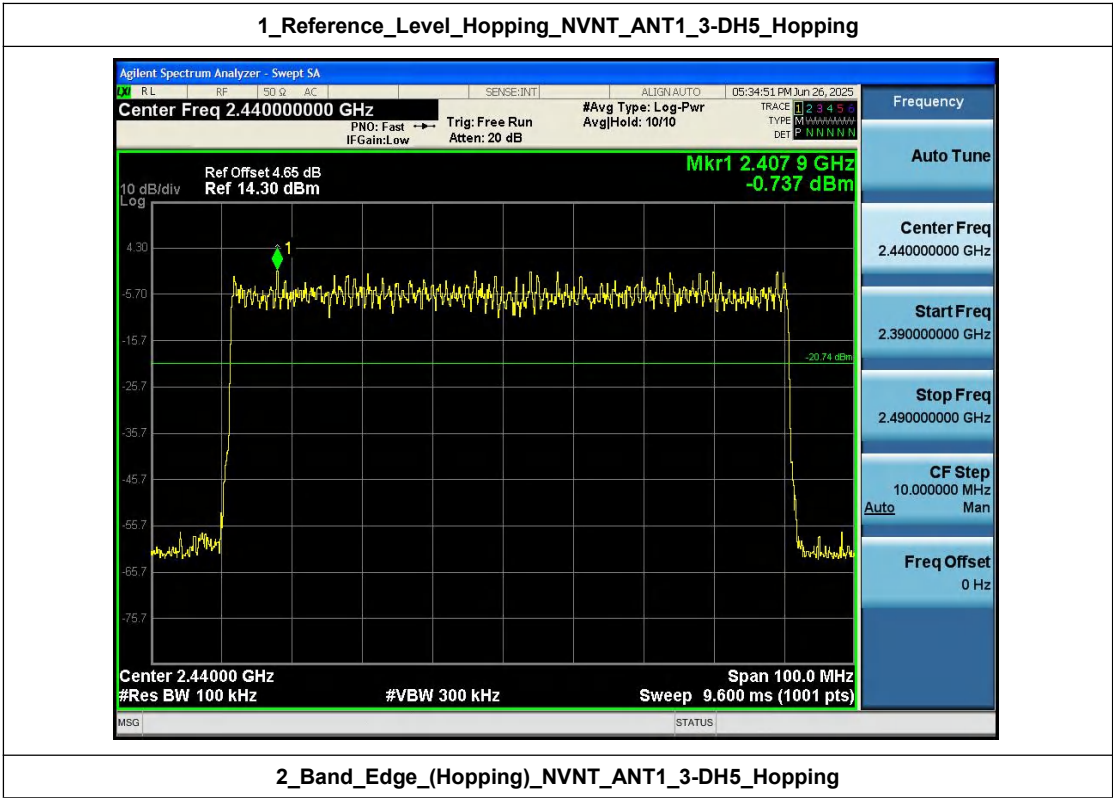 1_Reference_Level_Hopping_NVNT_ANT1_3-DH5_Hopping
Agilent Spectrum Analyzer - Swept SA
LXI RL RF 50 Ω AC SENSE:INT ALIGN AUTO 05:34:51 PM Jun 26, 2025
Center Freq 2.440000000 GHz
PNO: Fast
IFGain:Low
Trig: Free Run
Atten: 20 dB
#Avg Type: Log-Pwr
Avg|Hold: 10/10
TRACE 1 2 3 4 5 6
TYPE M W W W W W
DET P N N N N N
Frequency
Auto Tune
Center Freq
2.440000000 GHz
Start Freq
2.390000000 GHz
Stop Freq
2.490000000 GHz
CF Step
10.000000 MHz
Auto Man
Freq Offset
0 Hz
Mkr1 2.407 9 GHz
-0.737 dBm
Ref Offset 4.65 dB
10 dB/div Ref 14.30 dBm
Log
1
4.30
-5.70
-15.7
-20.74 dBm
-25.7
-35.7
-45.7
-55.7
-65.7
-75.7
Center 2.44000 GHz Span 100.0 MHz
#Res BW 100 kHz #VBW 300 kHz Sweep 9.600 ms (1001 pts)
MSG STATUS
2_Band_Edge_(Hopping)_NVNT_ANT1_3-DH5_Hopping